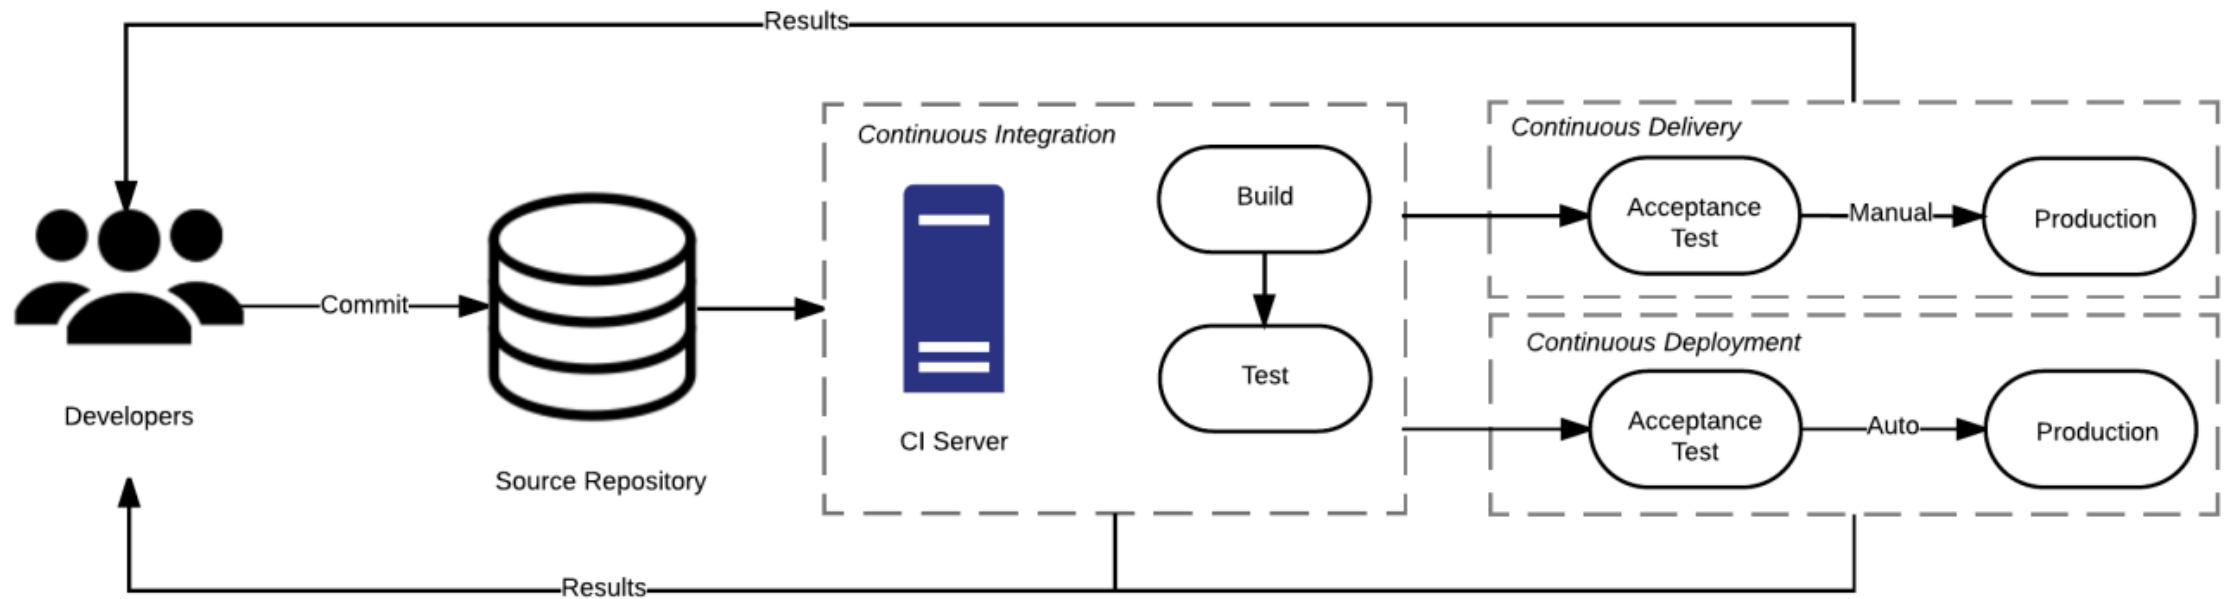 Results
Continuous Integration
Continuous Delivery
Build
Acceptance
Test
Manual
Production
Commit
Continuous Deployment
Test
Developers
CI Server
Acceptance
Test
Auto
Production
Source Repository
Results